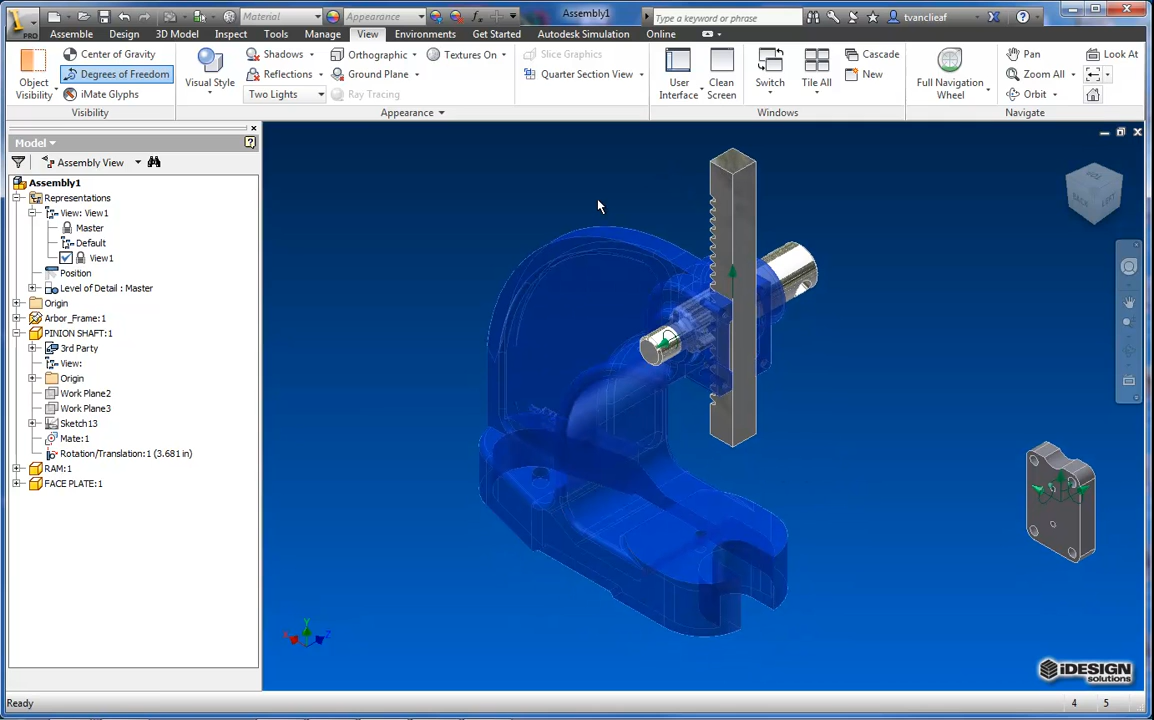 PRO
Material
Appearance
Assembly1
Type a keyword or phrase
tvanclieaf
Assemble
Design
3D Model
Inspect
Tools
Manage
View
Environments
Get Started
Autodesk Simulation
Online
Object
Visibility
Center of Gravity
Degrees of Freedom
iMate Glyphs
Visibility
Visual Style
Shadows
Reflections
Two Lights
Orthographic
Ground Plane
Ray Tracing
Textures On
Slice Graphics
Quarter Section View
Appearance
User
Interface
Clean
Screen
Switch
Tile All
Cascade
New
Windows
Full Navigation
Wheel
Pan
Zoom All
Orbit
Look At
Navigate
Model
Assembly View
Assembly1
Representations
View: View1
Master
Default
View1
Position
Level of Detail : Master
Origin
Arbor_Frame:1
PINION SHAFT:1
3rd Party
View:
Origin
Work Plane2
Work Plane3
Sketch13
Mate:1
Rotation/Translation:1 (3.681 in)
RAM:1
FACE PLATE:1
BACK
LEFT
Y
X
Z
iDESIGN
solutions
Ready
4
5